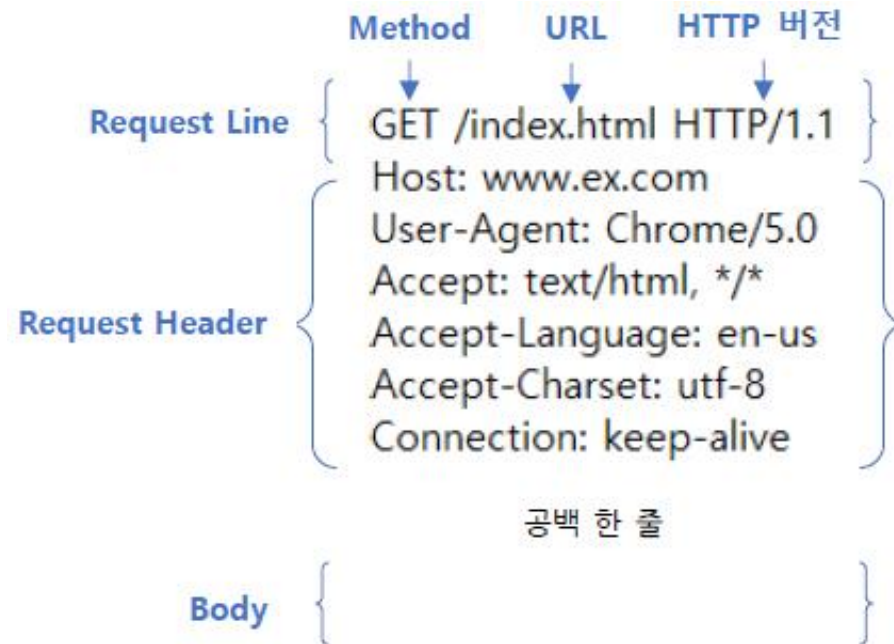 Method URL HTTP 버전
Request Line GET /index.html HTTP/1.1
Host: www.ex.com
User-Agent: Chrome/5.0
Accept: text/html, */*
Request Header Accept-Language: en-us
Accept-Charset: utf-8
Connection: keep-alive
공백 한 줄
Body